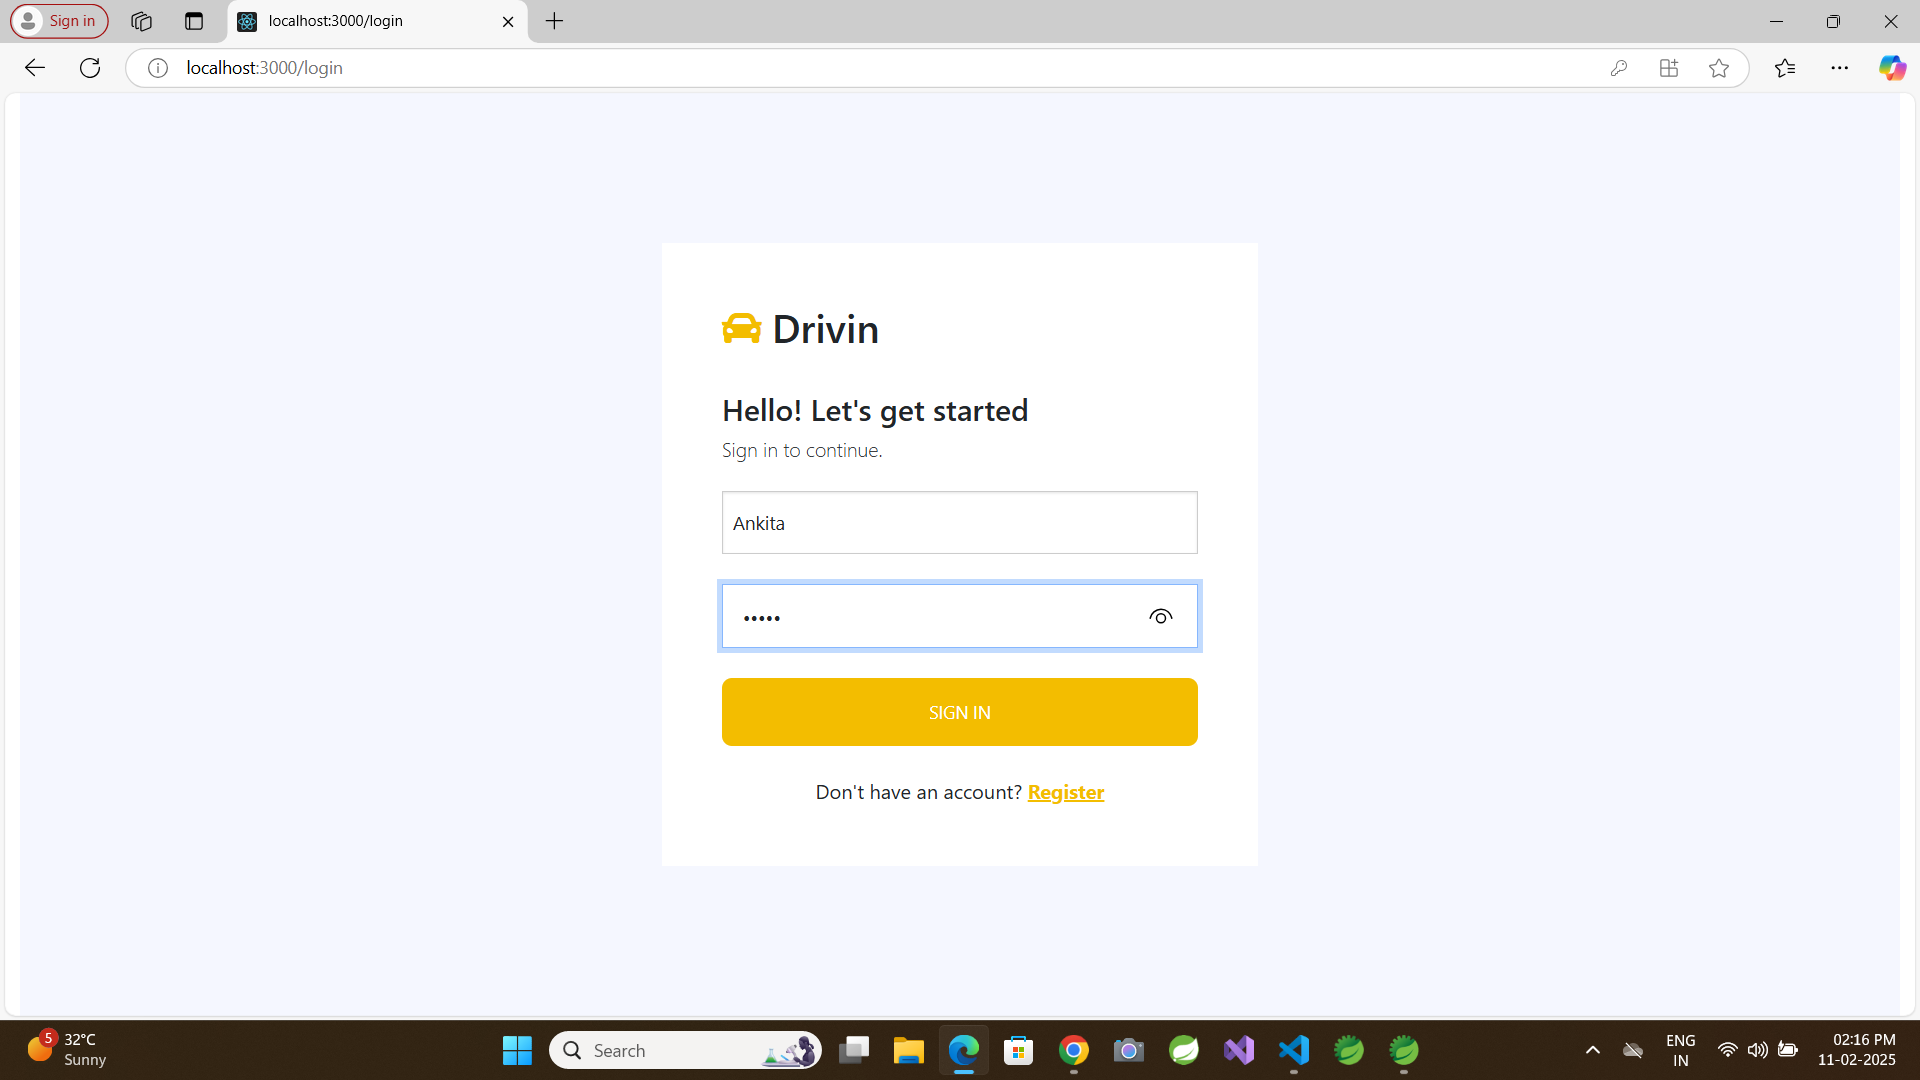 Sign in
localhost:3000/login
localhost:3000/login
Drivin
Hello! Let's get started
Sign in to continue.
Ankita
•••••
SIGN IN
Don't have an account? Register
5
32°C
Sunny
Search
ENG
IN
02:16 PM
11-02-2025